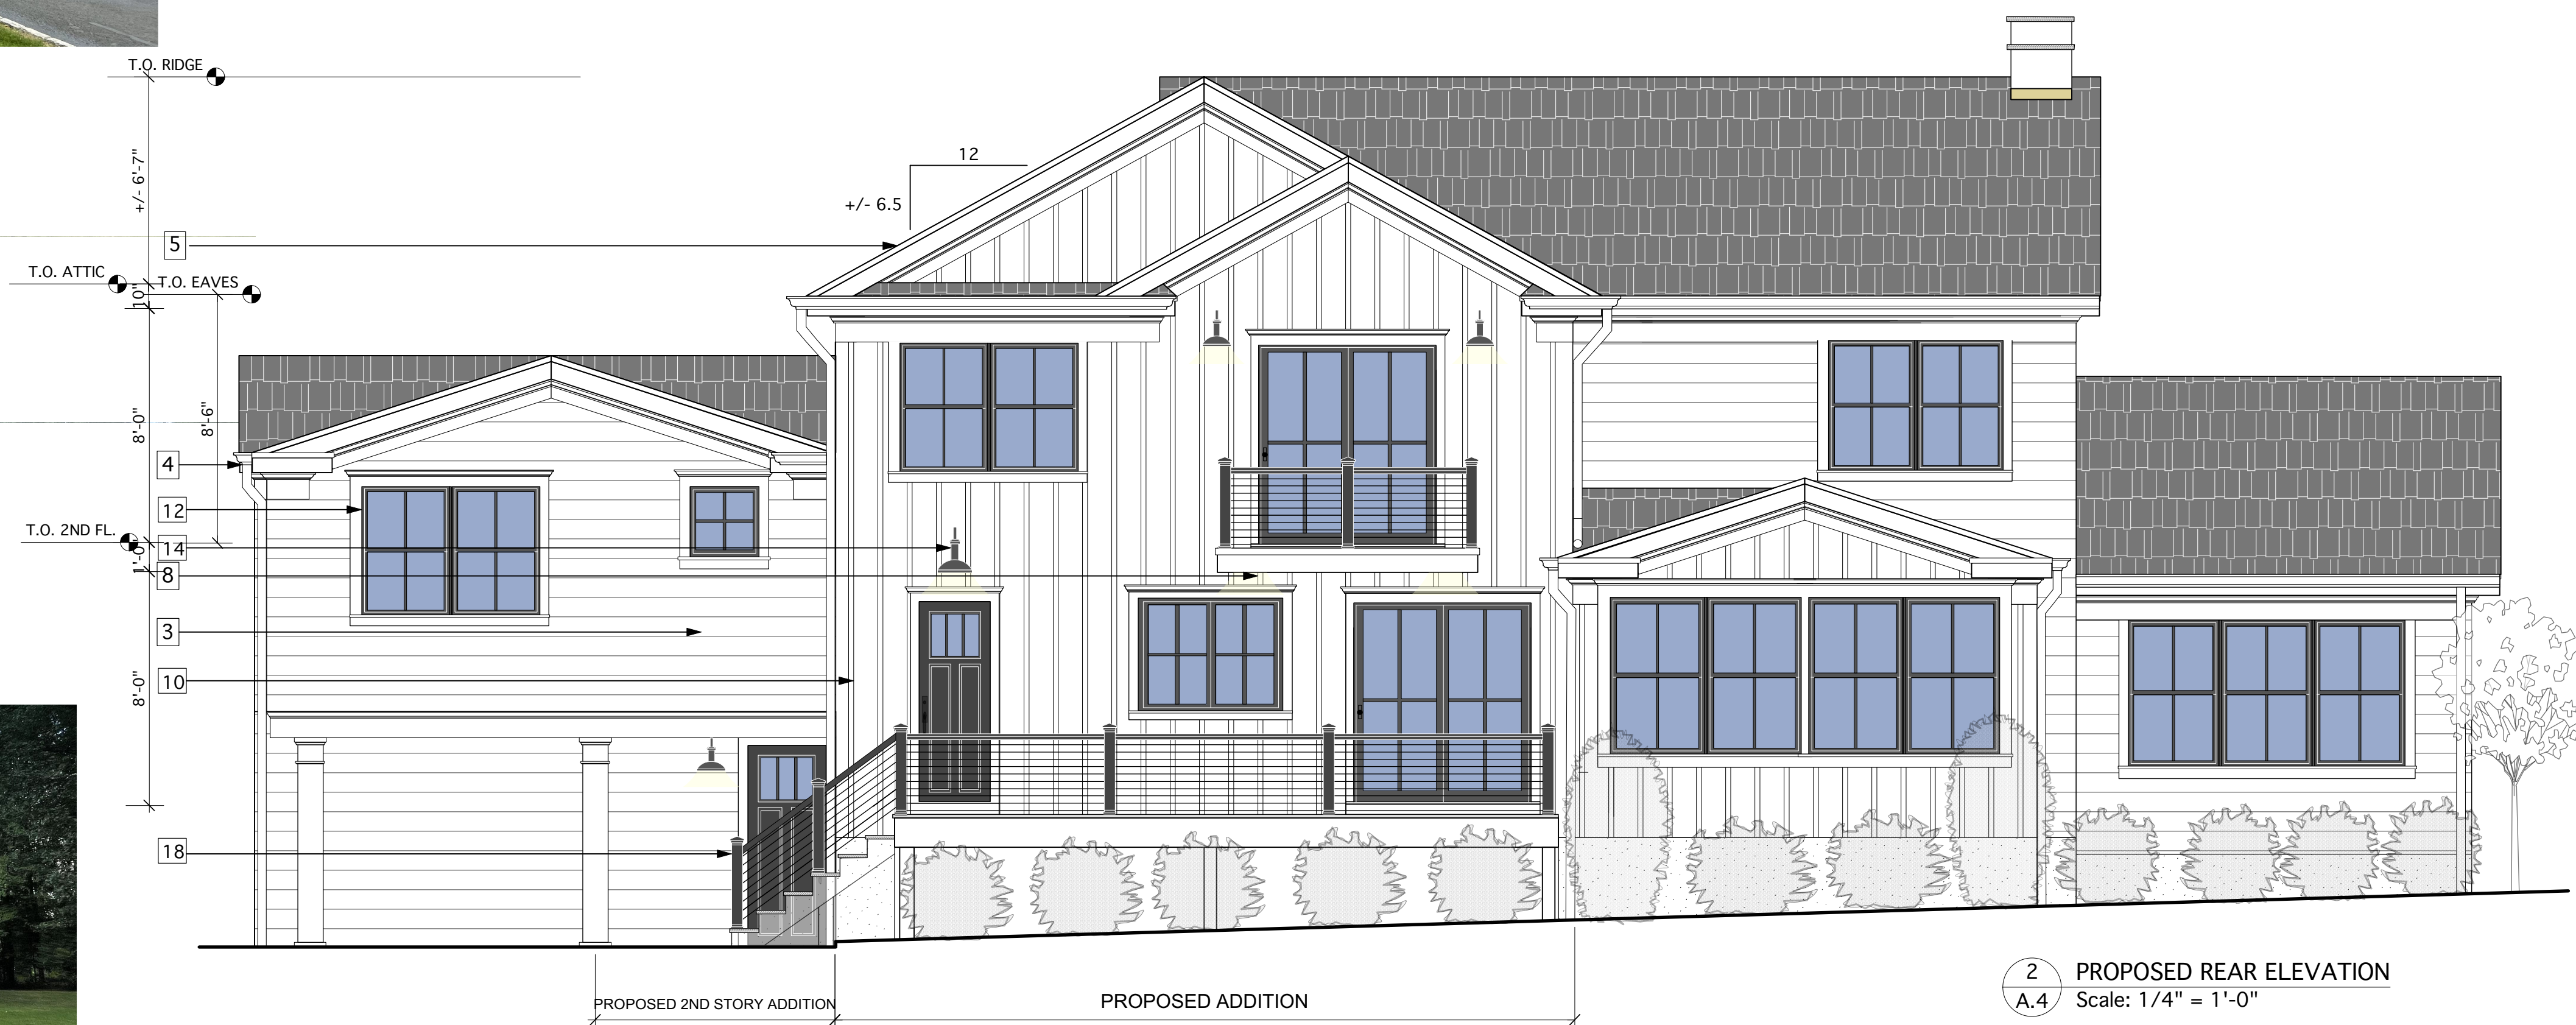 T.O. RIDGE
12
+/- 6'-7"
+/- 6.5
5
T.O. ATTIC
T.O. EAVES
10"
8'-0"
8'-6"
4
12
T.O. 2ND FL.
14
1'-0"
8
3
8'-0"
10
18
2
PROPOSED REAR ELEVATION
A.4
Scale: 1/4" = 1'-0"
PROPOSED 2ND STORY ADDITION
PROPOSED ADDITION